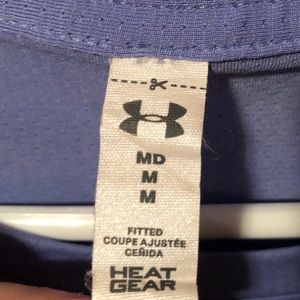 MD
M
M
FITTED
COUPE AJUSTÉE
CEÑIDA
HEAT
GEAR